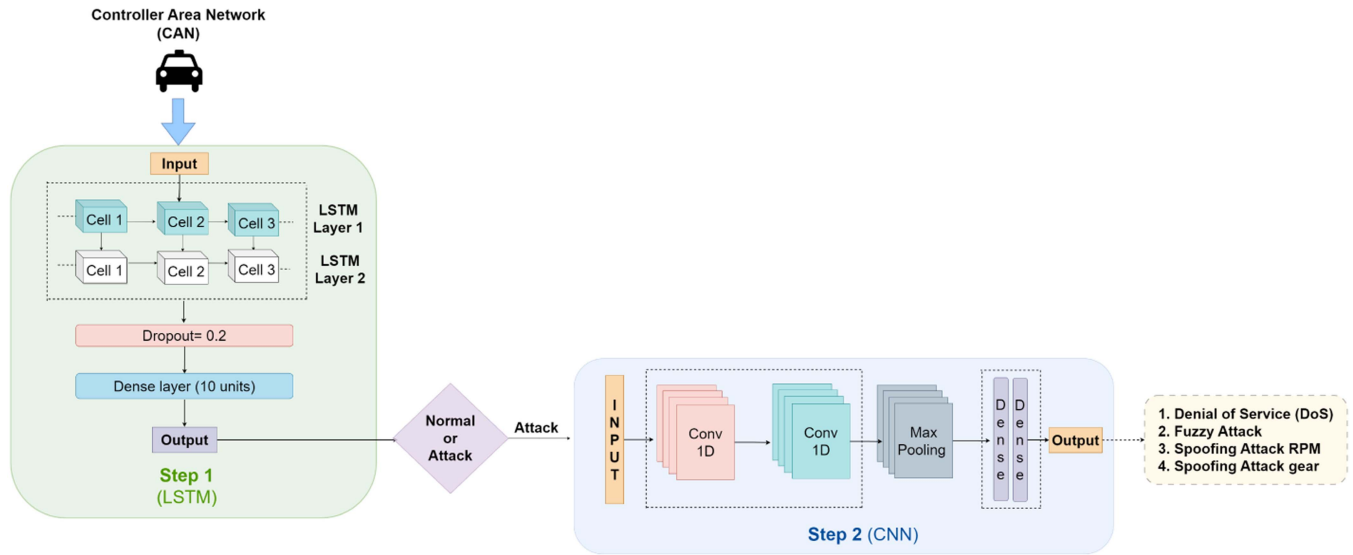 Controller Area Network
(CAN)
Input
Cell 1
Cell 2
Cell 3
LSTM
Layer 1
Cell 1
Cell 2
Cell 3
LSTM
Layer 2
Dropout= 0.2
Dense layer (10 units)
Output
Step 1
(LSTM)
Normal
or
Attack
Attack
INPUT
Conv
1D
Conv
1D
Max
Pooling
Dense
Dense
Output
Step 2 (CNN)
1. Denial of Service (DoS)
2. Fuzzy Attack
3. Spoofing Attack RPM
4. Spoofing Attack gear